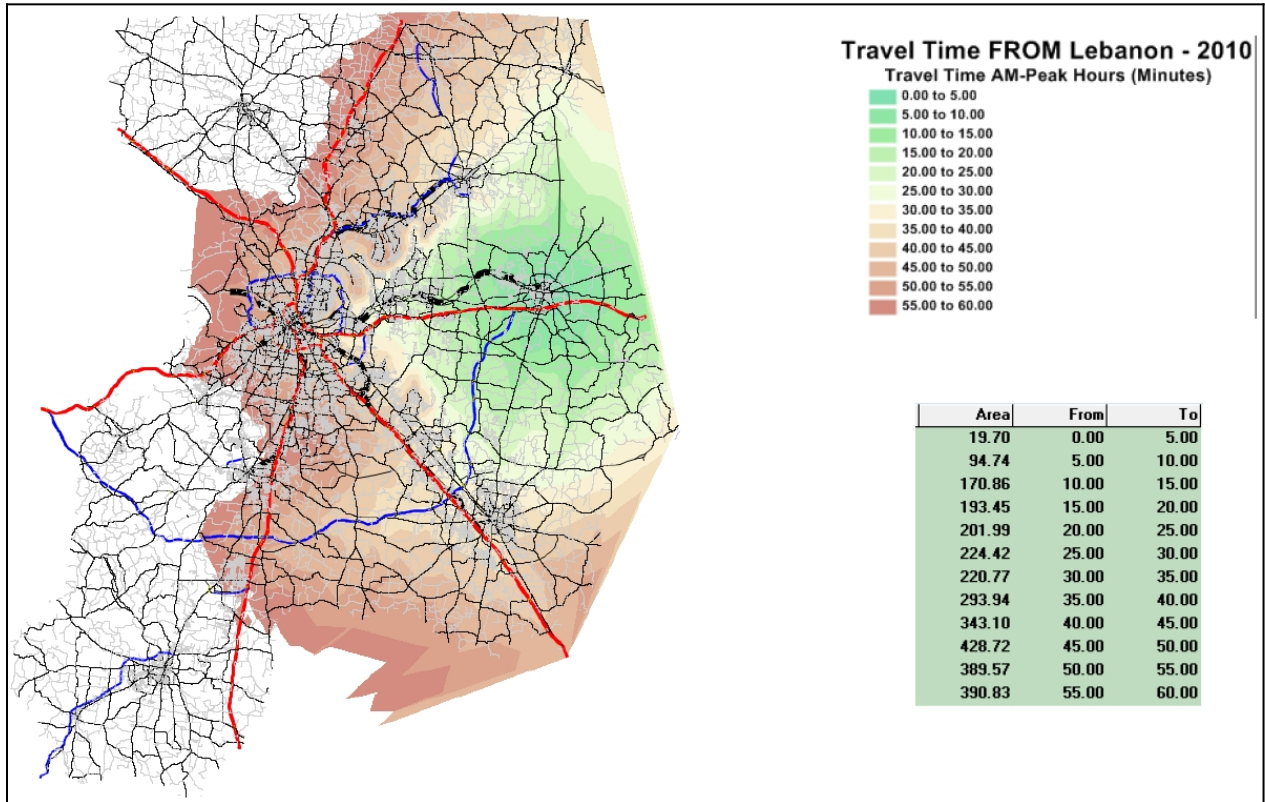 Travel Time FROM Lebanon - 2010
Travel Time AM-Peak Hours (Minutes)
0.00 to 5.00
5.00 to 10.00
10.00 to 15.00
15.00 to 20.00
20.00 to 25.00
25.00 to 30.00
30.00 to 35.00
35.00 to 40.00
40.00 to 45.00
45.00 to 50.00
50.00 to 55.00
55.00 to 60.00
Area From To
19.70 0.00 5.00
94.74 5.00 10.00
170.86 10.00 15.00
193.45 15.00 20.00
201.99 20.00 25.00
224.42 25.00 30.00
220.77 30.00 35.00
293.94 35.00 40.00
343.10 40.00 45.00
428.72 45.00 50.00
389.57 50.00 55.00
390.83 55.00 60.00